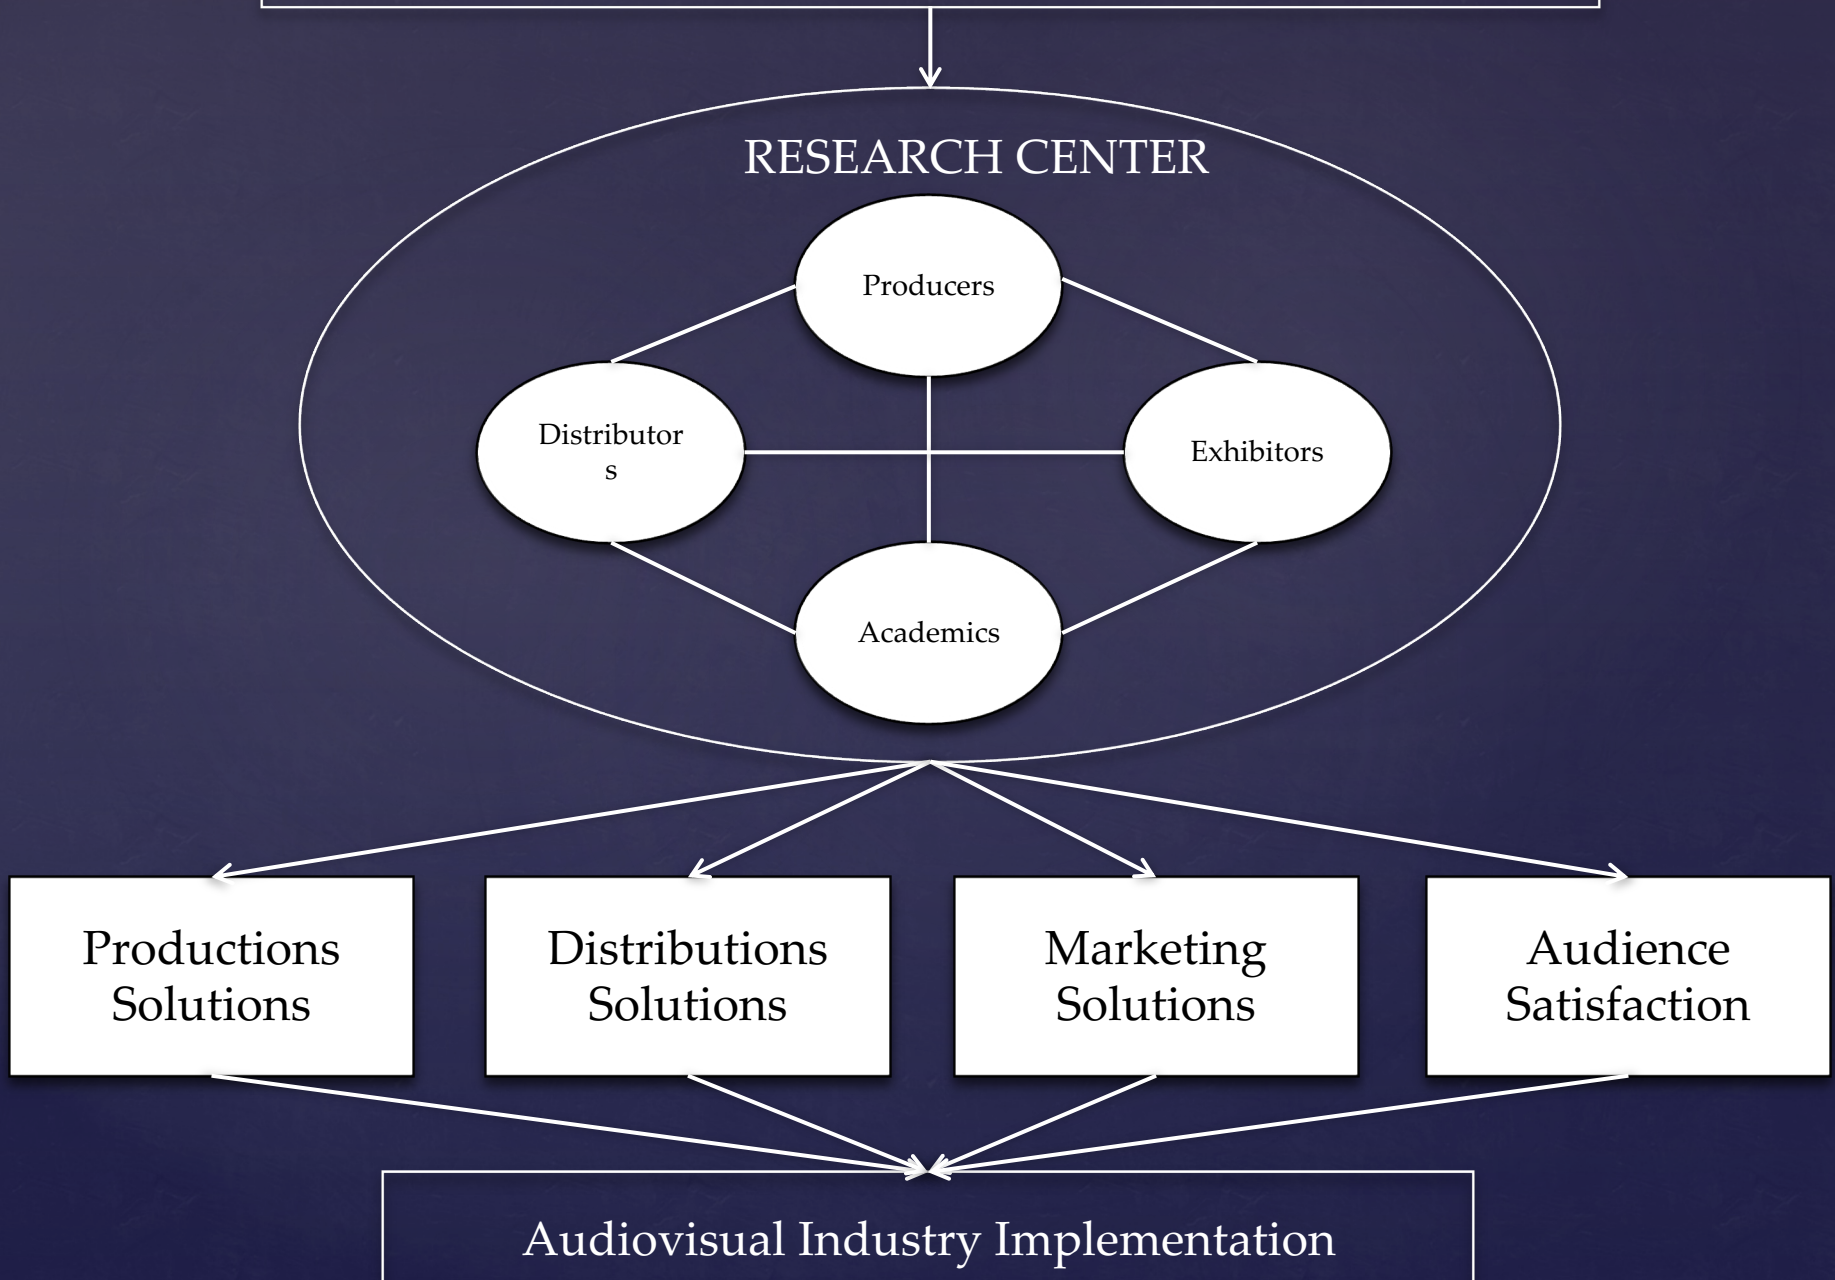 RESEARCH CENTER
Producers
Distributor
s
Exhibitors
Academics
Productions
Solutions
Distributions
Solutions
Marketing
Solutions
Audience
Satisfaction
Audiovisual Industry Implementation